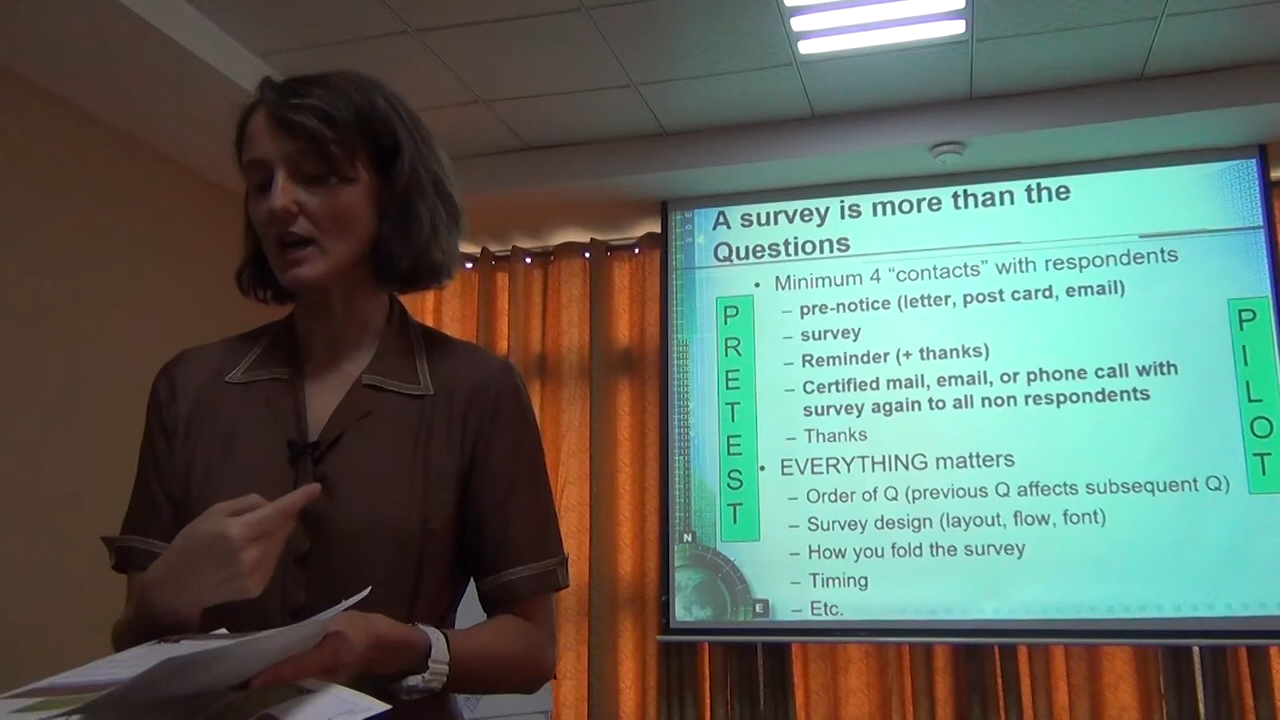 A survey is more than the
Questions
• Minimum 4 “contacts” with respondents
– pre-notice (letter, post card, email)
– survey
– Reminder (+ thanks)
– Certified mail, email, or phone call with
survey again to all non respondents
– Thanks
• EVERYTHING matters
– Order of Q (previous Q affects subsequent Q)
– Survey design (layout, flow, font)
– How you fold the survey
– Timing
– Etc.
PRETEST
PILOT
N
E